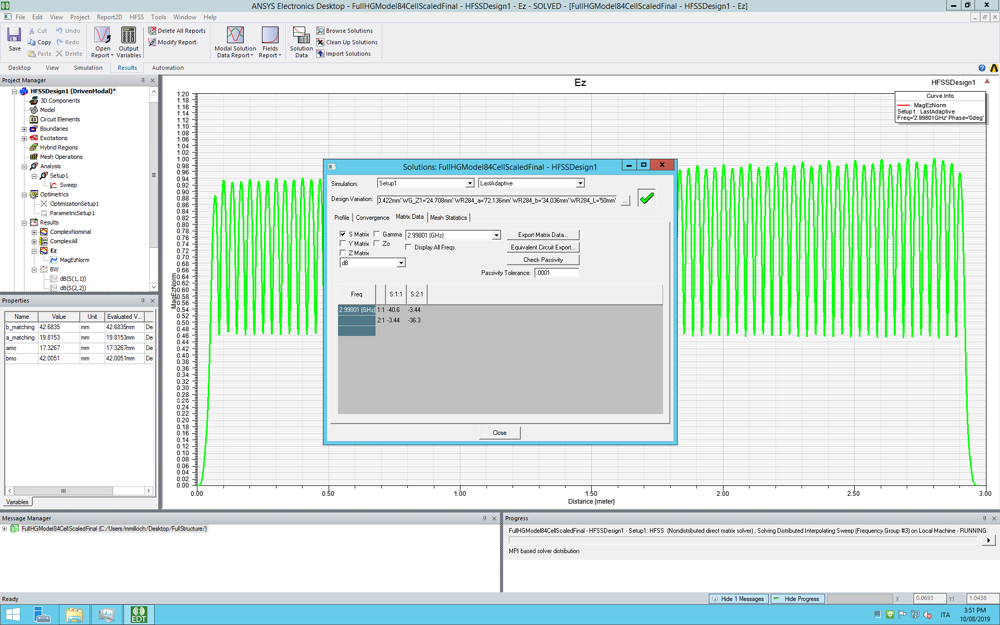 ANSYS Electronics Desktop - FullHGModel84CellScaledFinal - HFSSDesign1 - Ez - SOLVED - [FullHGModel84CellScaledFinal - HFSSDesign1 - Ez]
File Edit View Project Report2D HFSS Tools Window Help
Save
Cut
Copy
Paste
Undo
Redo
Delete
Open Report
Output Variables
Delete All Reports
Modify Report
Modal Solution Data Report
Fields Report
Solution Data
Browse Solutions
Clean Up Solutions
Import Solutions
Desktop View Simulation Results Automation
Project Manager
HFSSDesign1 (DrivenModal)*
3D Components
Model
Circuit Elements
Boundaries
Excitations
Hybrid Regions
Mesh Operations
Analysis
Setup1
Sweep
Optimetrics
OptimizationSetup1
ParametricSetup1
Results
ComplexNominal
ComplexAll
Ez
MagEzNorm
BW
dB(S(1,1))
dB(S(2,2))
Properties
Name Value Unit Evaluated V...
b_matching 42.6835 mm 42.6835mm De
a_matching 19.8153 mm 19.8153mm De
amo 17.3267 mm 17.3267mm De
bmo 42.0051 mm 42.0051mm De
Variables
Ez
HFSSDesign1
Curve Info
MagEzNorm
Setup1 : LastAdaptive
Freq='2.99801GHz' Phase='0deg'
MagEzNorm
1.20
1.18
1.16
1.14
1.12
1.10
1.08
1.06
1.04
1.02
1.00
0.98
0.96
0.94
0.92
0.90
0.88
0.86
0.84
0.82
0.80
0.78
0.76
0.74
0.72
0.70
0.68
0.66
0.64
0.62
0.60
0.58
0.56
0.54
0.52
0.50
0.48
0.46
0.44
0.42
0.40
0.38
0.36
0.34
0.32
0.30
0.28
0.26
0.24
0.22
0.20
0.18
0.16
0.14
0.12
0.10
0.08
0.06
0.04
0.02
0.00
0.00 0.50 1.00 1.50 2.00 2.50 3.00
Distance [meter]
Solutions: FullHGModel84CellScaledFinal - HFSSDesign1
Simulation: Setup1 LastAdaptive
Design Variation: 0.422mm' WG_Z1='24.708mm' WR284_a='72.136mm' WR284_b='34.036mm' WR284_L='50mm' ...
Profile Convergence Matrix Data Mesh Statistics
S Matrix Gamma 2.99801 (GHz) Export Matrix Data...
Y Matrix Zo Display All Freqs. Equivalent Circuit Export...
Z Matrix
dB Check Passivity
Passivity Tolerance: .0001
Freq S:1:1 S:2:1
2.99801 (GHz) 1:1 -40.6 -3.44
2:1 -3.44 -36.3
Close
Message Manager
FullHGModel84CellScaledFinal (C:/Users/mmilloch/Desktop/FullStructure/)
Progress
FullHGModel84CellScaledFinal - HFSSDesign1 - Setup1: HFSS (Nondistributed direct matrix solver) ; Solving Distributed Interpolating Sweep (Frequency Group #3) on Local Machine - RUNNING
MPI based solver distribution
Ready
Hide 1 Messages Hide Progress X 0.0693 Y1 1.0438
EDT
ITA
3:51 PM
10/08/2019